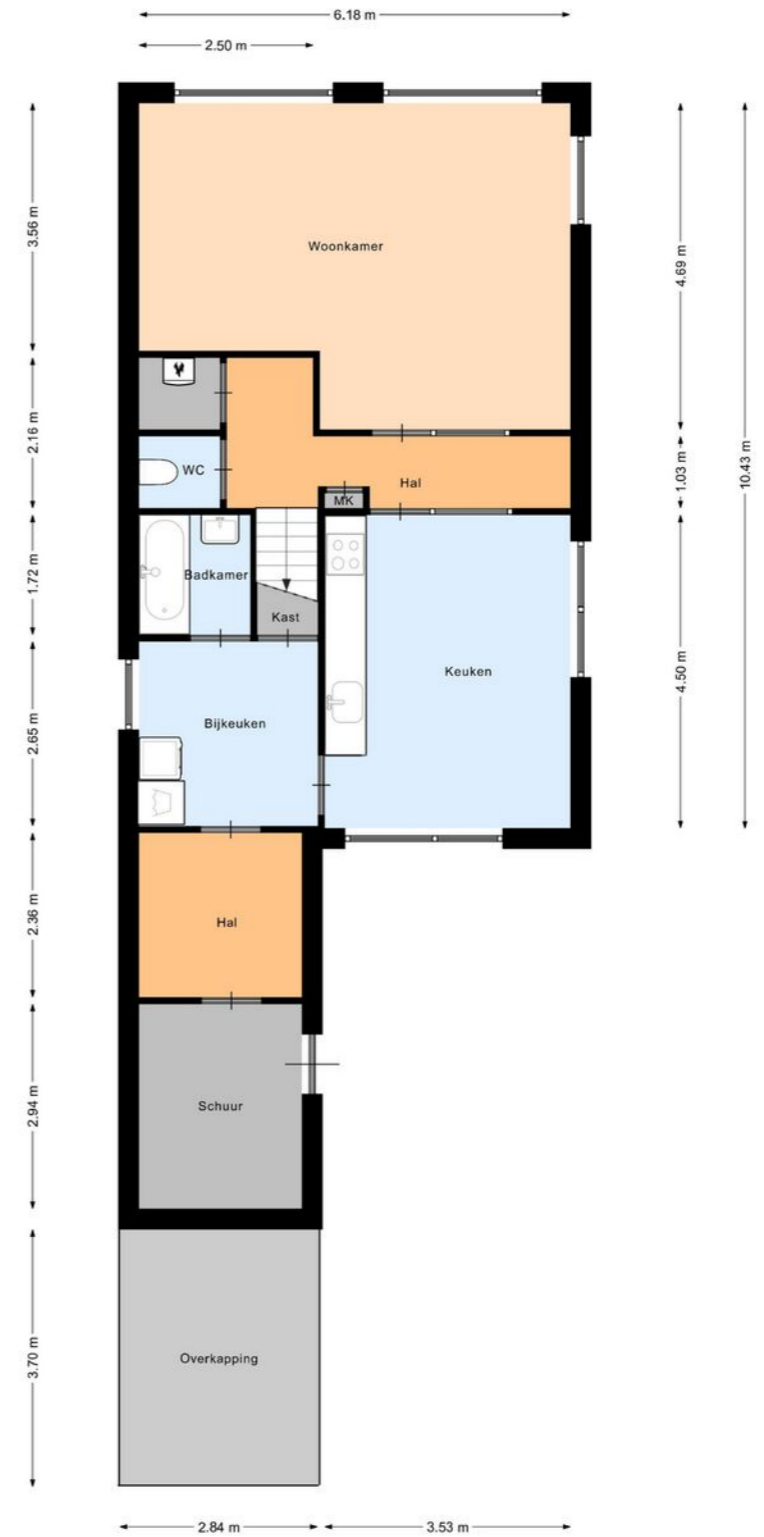 6.18 m
2.50 m
3.56 m
Woonkamer
4.69 m
2.16 m
WC
Hal
1.03 m
10.43 m
MK
1.72 m
Badkamer
Kast
Keuken
4.50 m
2.65 m
Bijkeuken
2.36 m
Hal
2.94 m
Schuur
3.70 m
Overkapping
2.84 m
3.53 m